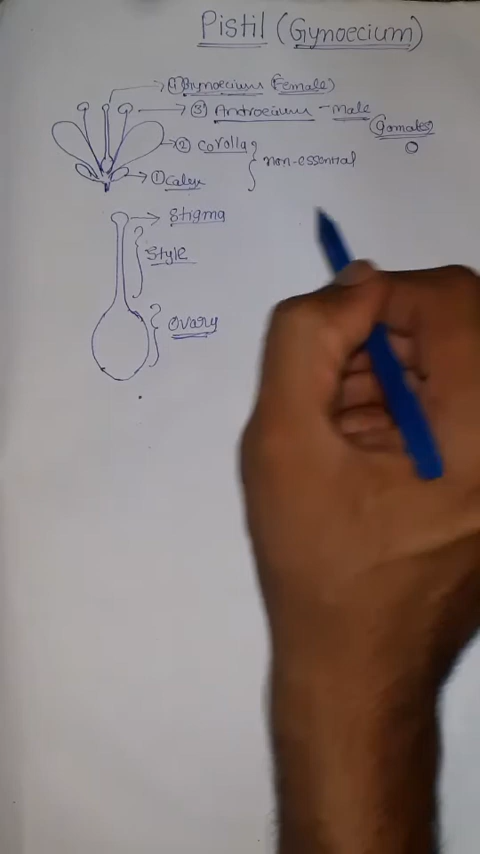 Pistil (Gynoecium)
④ Gynoecium (Female)
③ Androecium - Male
(Gamates)
② Corolla
non-essential
① Calyx
Stigma
Style
Ovary